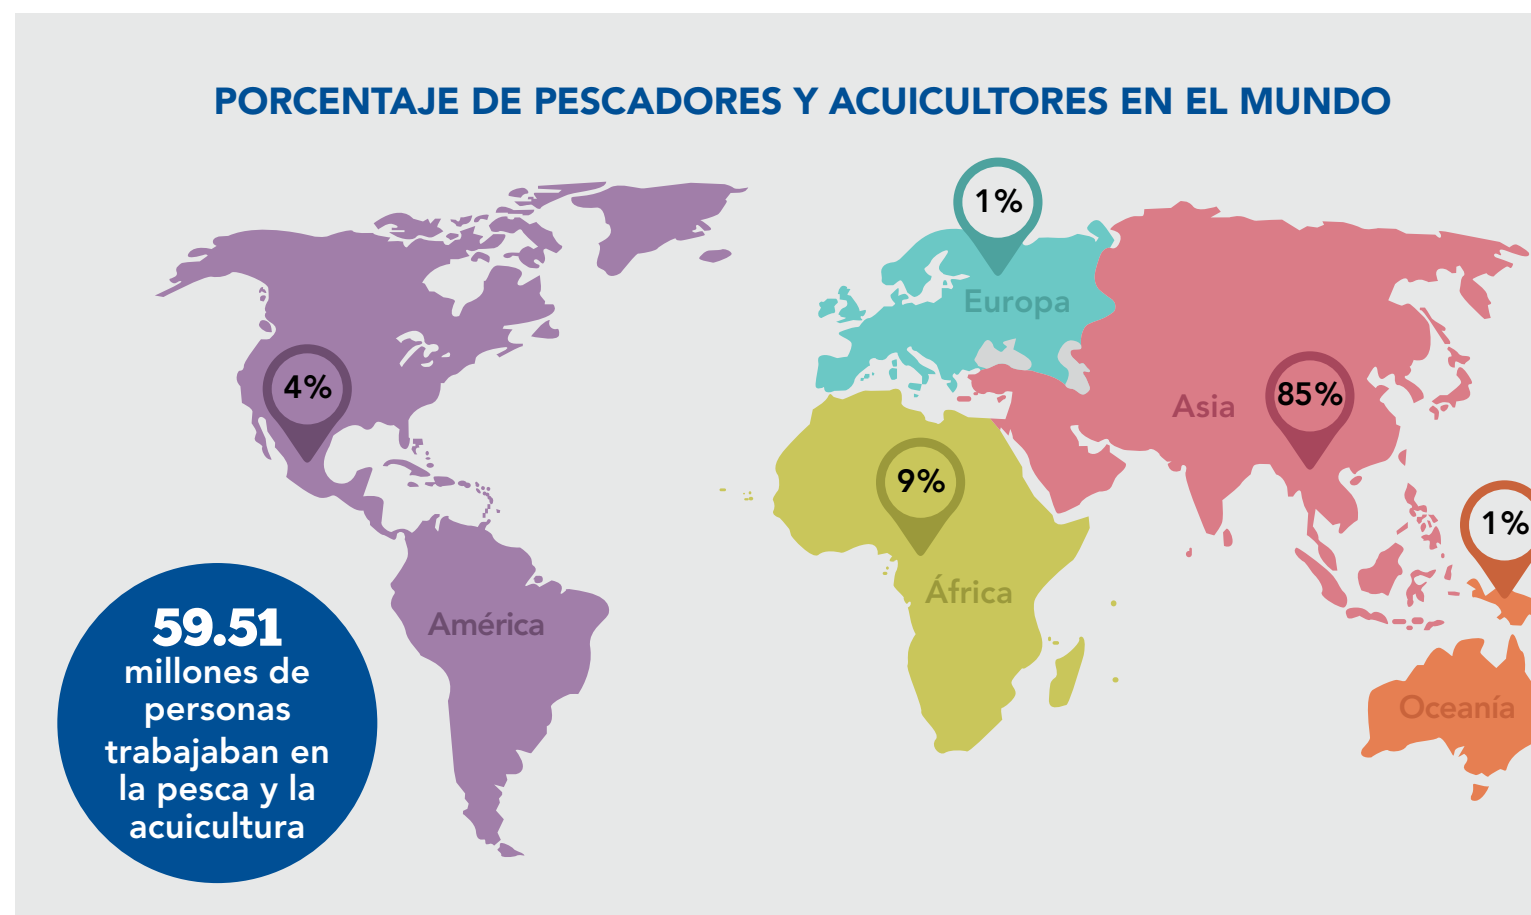 PORCENTAJE DE PESCADORES Y ACUICULTORES EN EL MUNDO
1%
Europa
4%
Asia
85%
9%
1%
África
América
Oceanía
59.51
millones de
personas
trabajaban en
la pesca y la
acuicultura